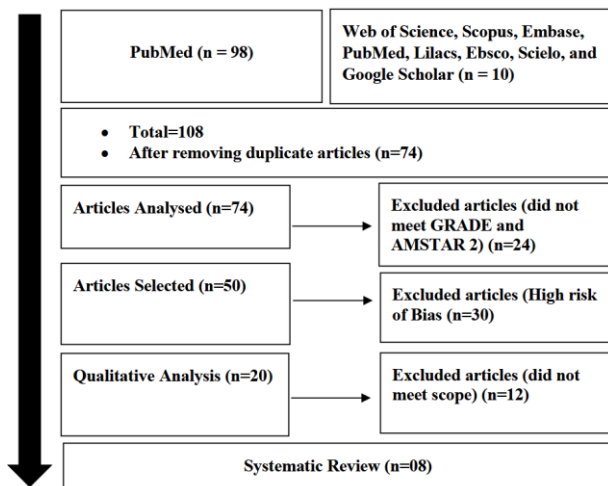 PubMed (n = 98)
Web of Science, Scopus, Embase,
PubMed, Lilacs, Ebsco, Scielo, and
Google Scholar (n = 10)
• Total=108
• After removing duplicate articles (n=74)
Articles Analysed (n=74)
Excluded articles (did not
meet GRADE and
AMSTAR 2) (n=24)
Articles Selected (n=50)
Excluded articles (High risk
of Bias (n=30)
Qualitative Analysis (n=20)
Excluded articles (did not
meet scope) (n=12)
Systematic Review (n=08)